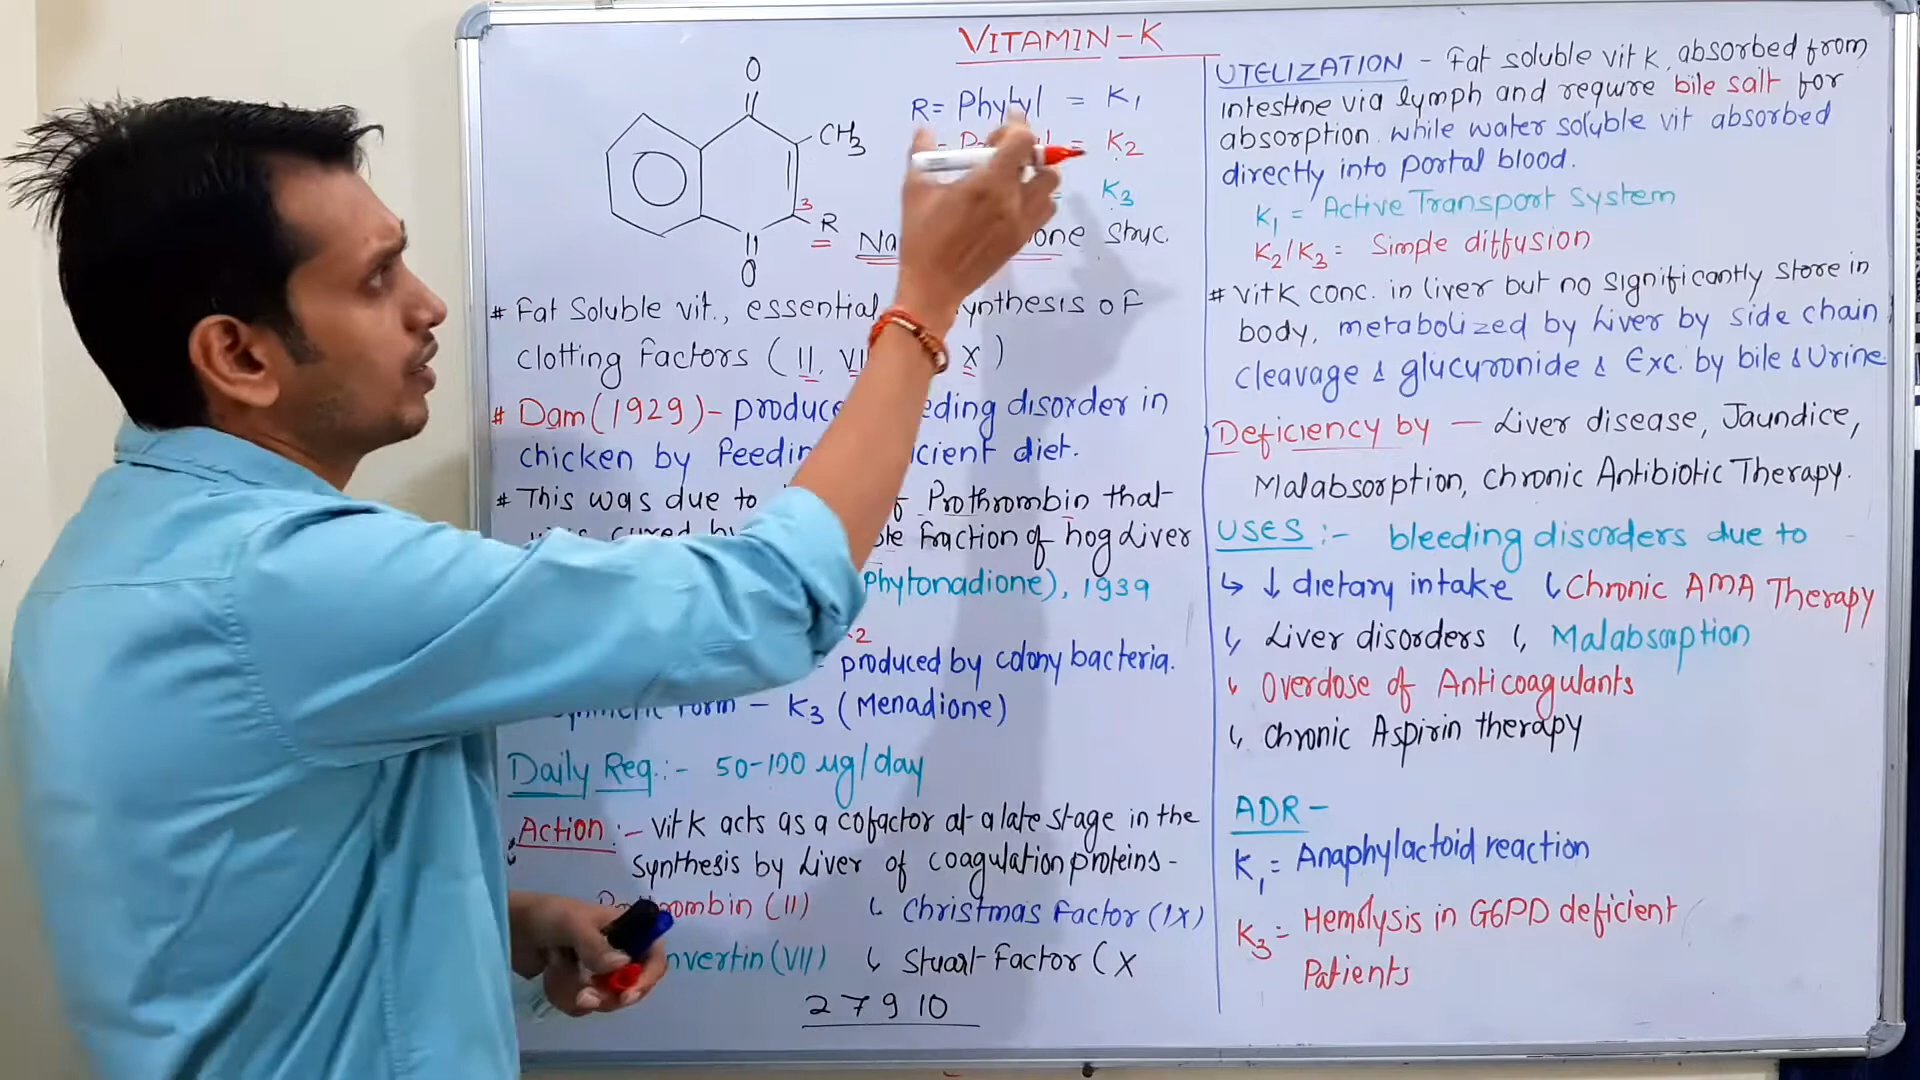 VITAMIN-K
O
CH3
3
R
O
R= Phytyl = K1
= K2
= K3
struc.
# Fat Soluble vit., essential ynthesis of
clotting factors ( II, VI X )
# Dam (1929) - produce eding disorder in
chicken by feedin cient diet.
# This was due to Prothrombin that
fraction of hog Liver
Phytonadione), 1939
2
produced by colony bacteria.
form - K3 (Menadione)
Daily Req.:- 50-100 ug/day
Action :- Vit K acts as a cofactor at a late stage in the
synthesis by Liver of coagulation proteins -
rombin (II) ↳ Christmas factor (IX)
nvertin (VII) ↳ Stuart-Factor (X
2 7 9 10
UTELIZATION - Fat soluble vit K, absorbed from
intestine via lymph and require bile salt for
absorption. while water soluble vit absorbed
directly into portal blood.
K1 = Active Transport System
K2/K3 = Simple diffusion
# Vit K conc. in liver but no significantly store in
body, metabolized by Liver by side chain
cleavage & glucuronide & Exc. by bile & Urine
Deficiency by - Liver disease, Jaundice,
Malabsorption, Chronic Antibiotic Therapy.
USES :- bleeding disorders due to
↳ ↓ dietary intake ↳ Chronic AMA Therapy
↳ Liver disorders ↳ Malabsorption
↳ Overdose of Anticoagulants
↳ Chronic Aspirin therapy
ADR -
K1 = Anaphylactoid reaction
K3 = Hemolysis in G6PD deficient
Patients